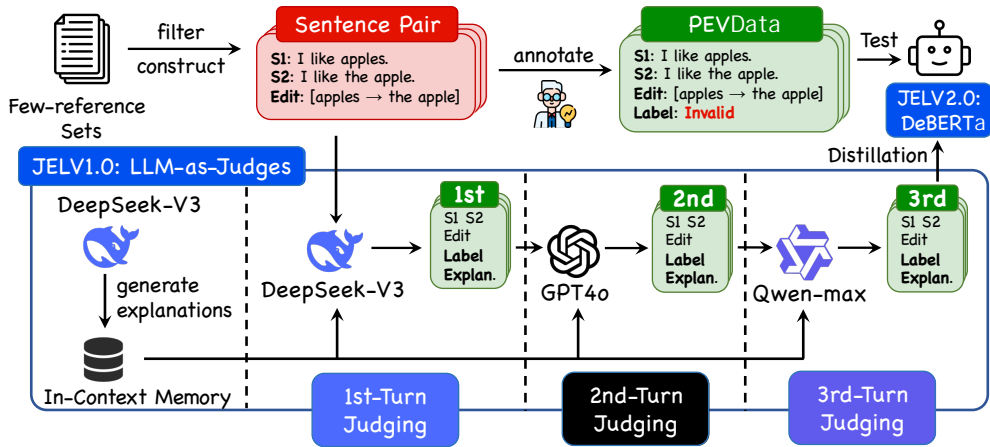 Few-reference
Sets
filter
construct
Sentence Pair
S1: I like apples.
S2: I like the apple.
Edit: [apples → the apple]
annotate
PEVData
S1: I like apples.
S2: I like the apple.
Edit: [apples → the apple]
Label: Invalid
Test
JELV2.0:
DeBERTa
Distillation
JELV1.0: LLM-as-Judges
DeepSeek-V3
generate
explanations
In-Context Memory
DeepSeek-V3
1st
S1 S2
Edit
Label
Explan.
GPT4o
2nd
S1 S2
Edit
Label
Explan.
Qwen-max
3rd
S1 S2
Edit
Label
Explan.
1st-Turn
Judging
2nd-Turn
Judging
3rd-Turn
Judging